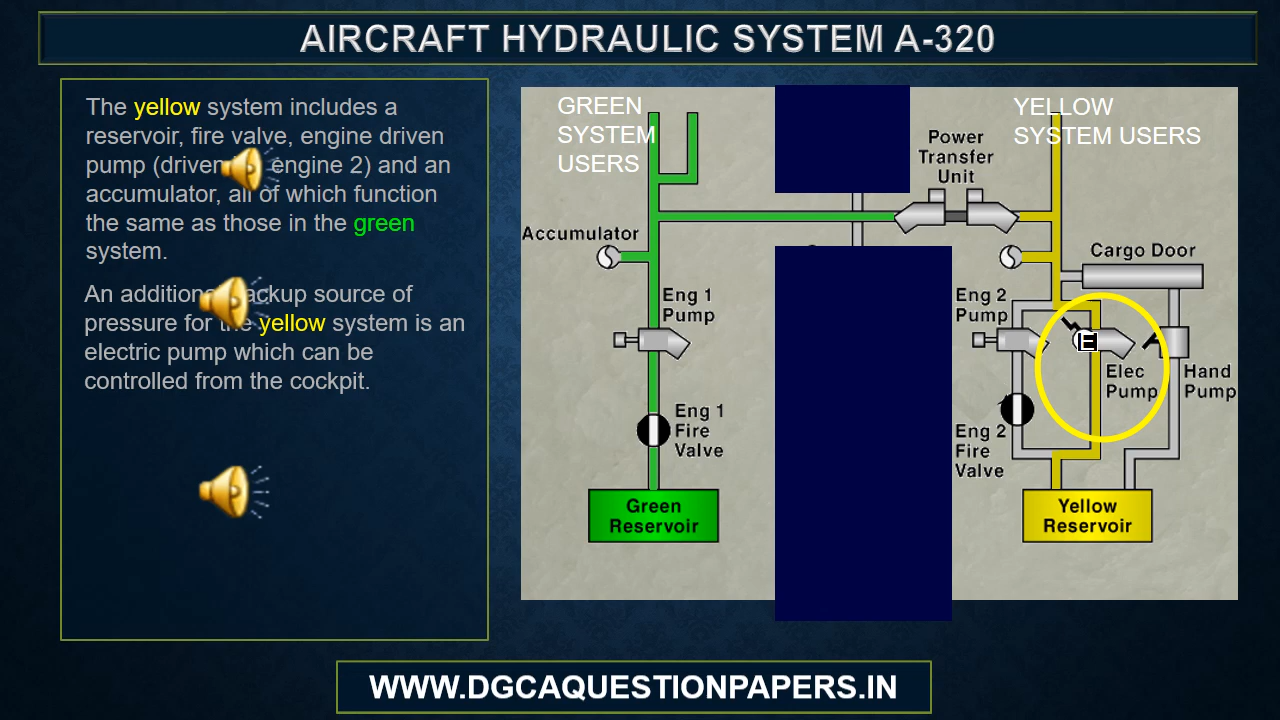 AIRCRAFT HYDRAULIC SYSTEM A-320
The yellow system includes a
reservoir, fire valve, engine driven
pump (driven engine 2) and an
accumulator, all of which function
the same as those in the green
system.
An additional backup source of
pressure for the yellow system is an
electric pump which can be
controlled from the cockpit.
GREEN
SYSTEM
USERS
YELLOW
SYSTEM USERS
Power
Transfer
Unit
Accumulator
Cargo Door
Eng 1
Pump
Eng 2
Pump
E
Elec
Pump
Hand
Pump
Eng 1
Fire
Valve
Eng 2
Fire
Valve
Green
Reservoir
Yellow
Reservoir
WWW.DGCAQUESTIONPAPERS.IN